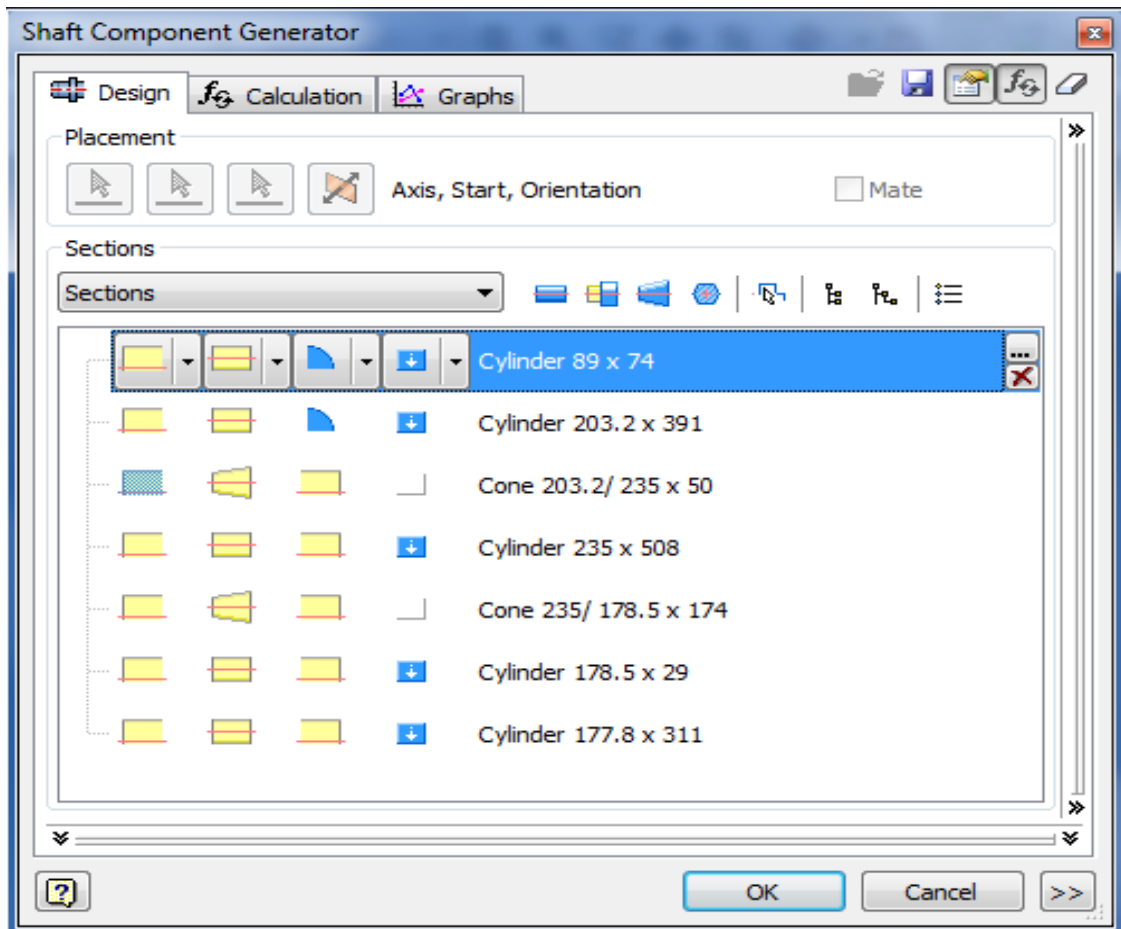 Shaft Component Generator
Design
Calculation
Graphs
Placement
Axis, Start, Orientation
Mate
Sections
Sections
Cylinder 89 x 74
Cylinder 203.2 x 391
Cone 203.2/ 235 x 50
Cylinder 235 x 508
Cone 235/ 178.5 x 174
Cylinder 178.5 x 29
Cylinder 177.8 x 311
OK
Cancel
>>